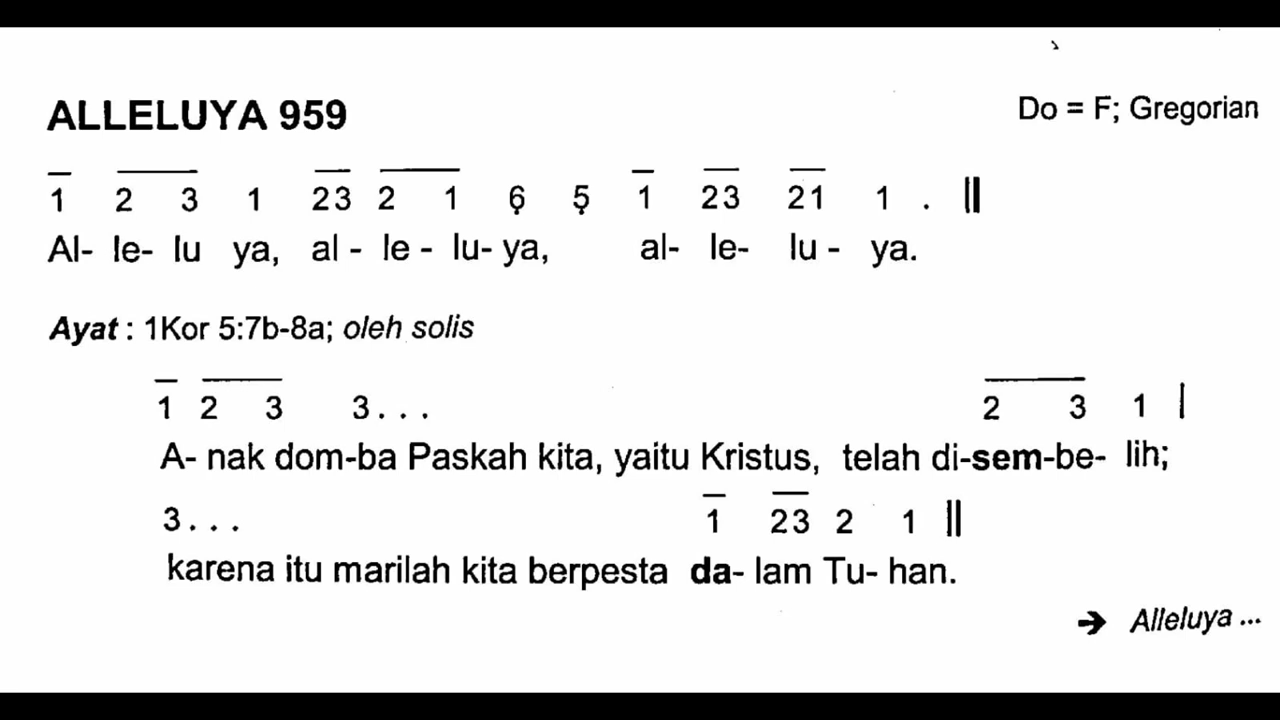 ALLELUYA 959 Do = F; Gregorian
1 2 3 1 23 2 1 6̣ 5̣ 1 23 21 1 . ||
Al- le- lu ya, al - le - lu- ya, al- le- lu - ya.
Ayat : 1Kor 5:7b-8a; oleh solis
1 2 3 3 . . . 2 3 1 |
A- nak dom-ba Paskah kita, yaitu Kristus, telah di-sem-be- lih;
3 . . . 1 23 2 1 ||
karena itu marilah kita berpesta da- lam Tu- han.
→ Alleluya ...